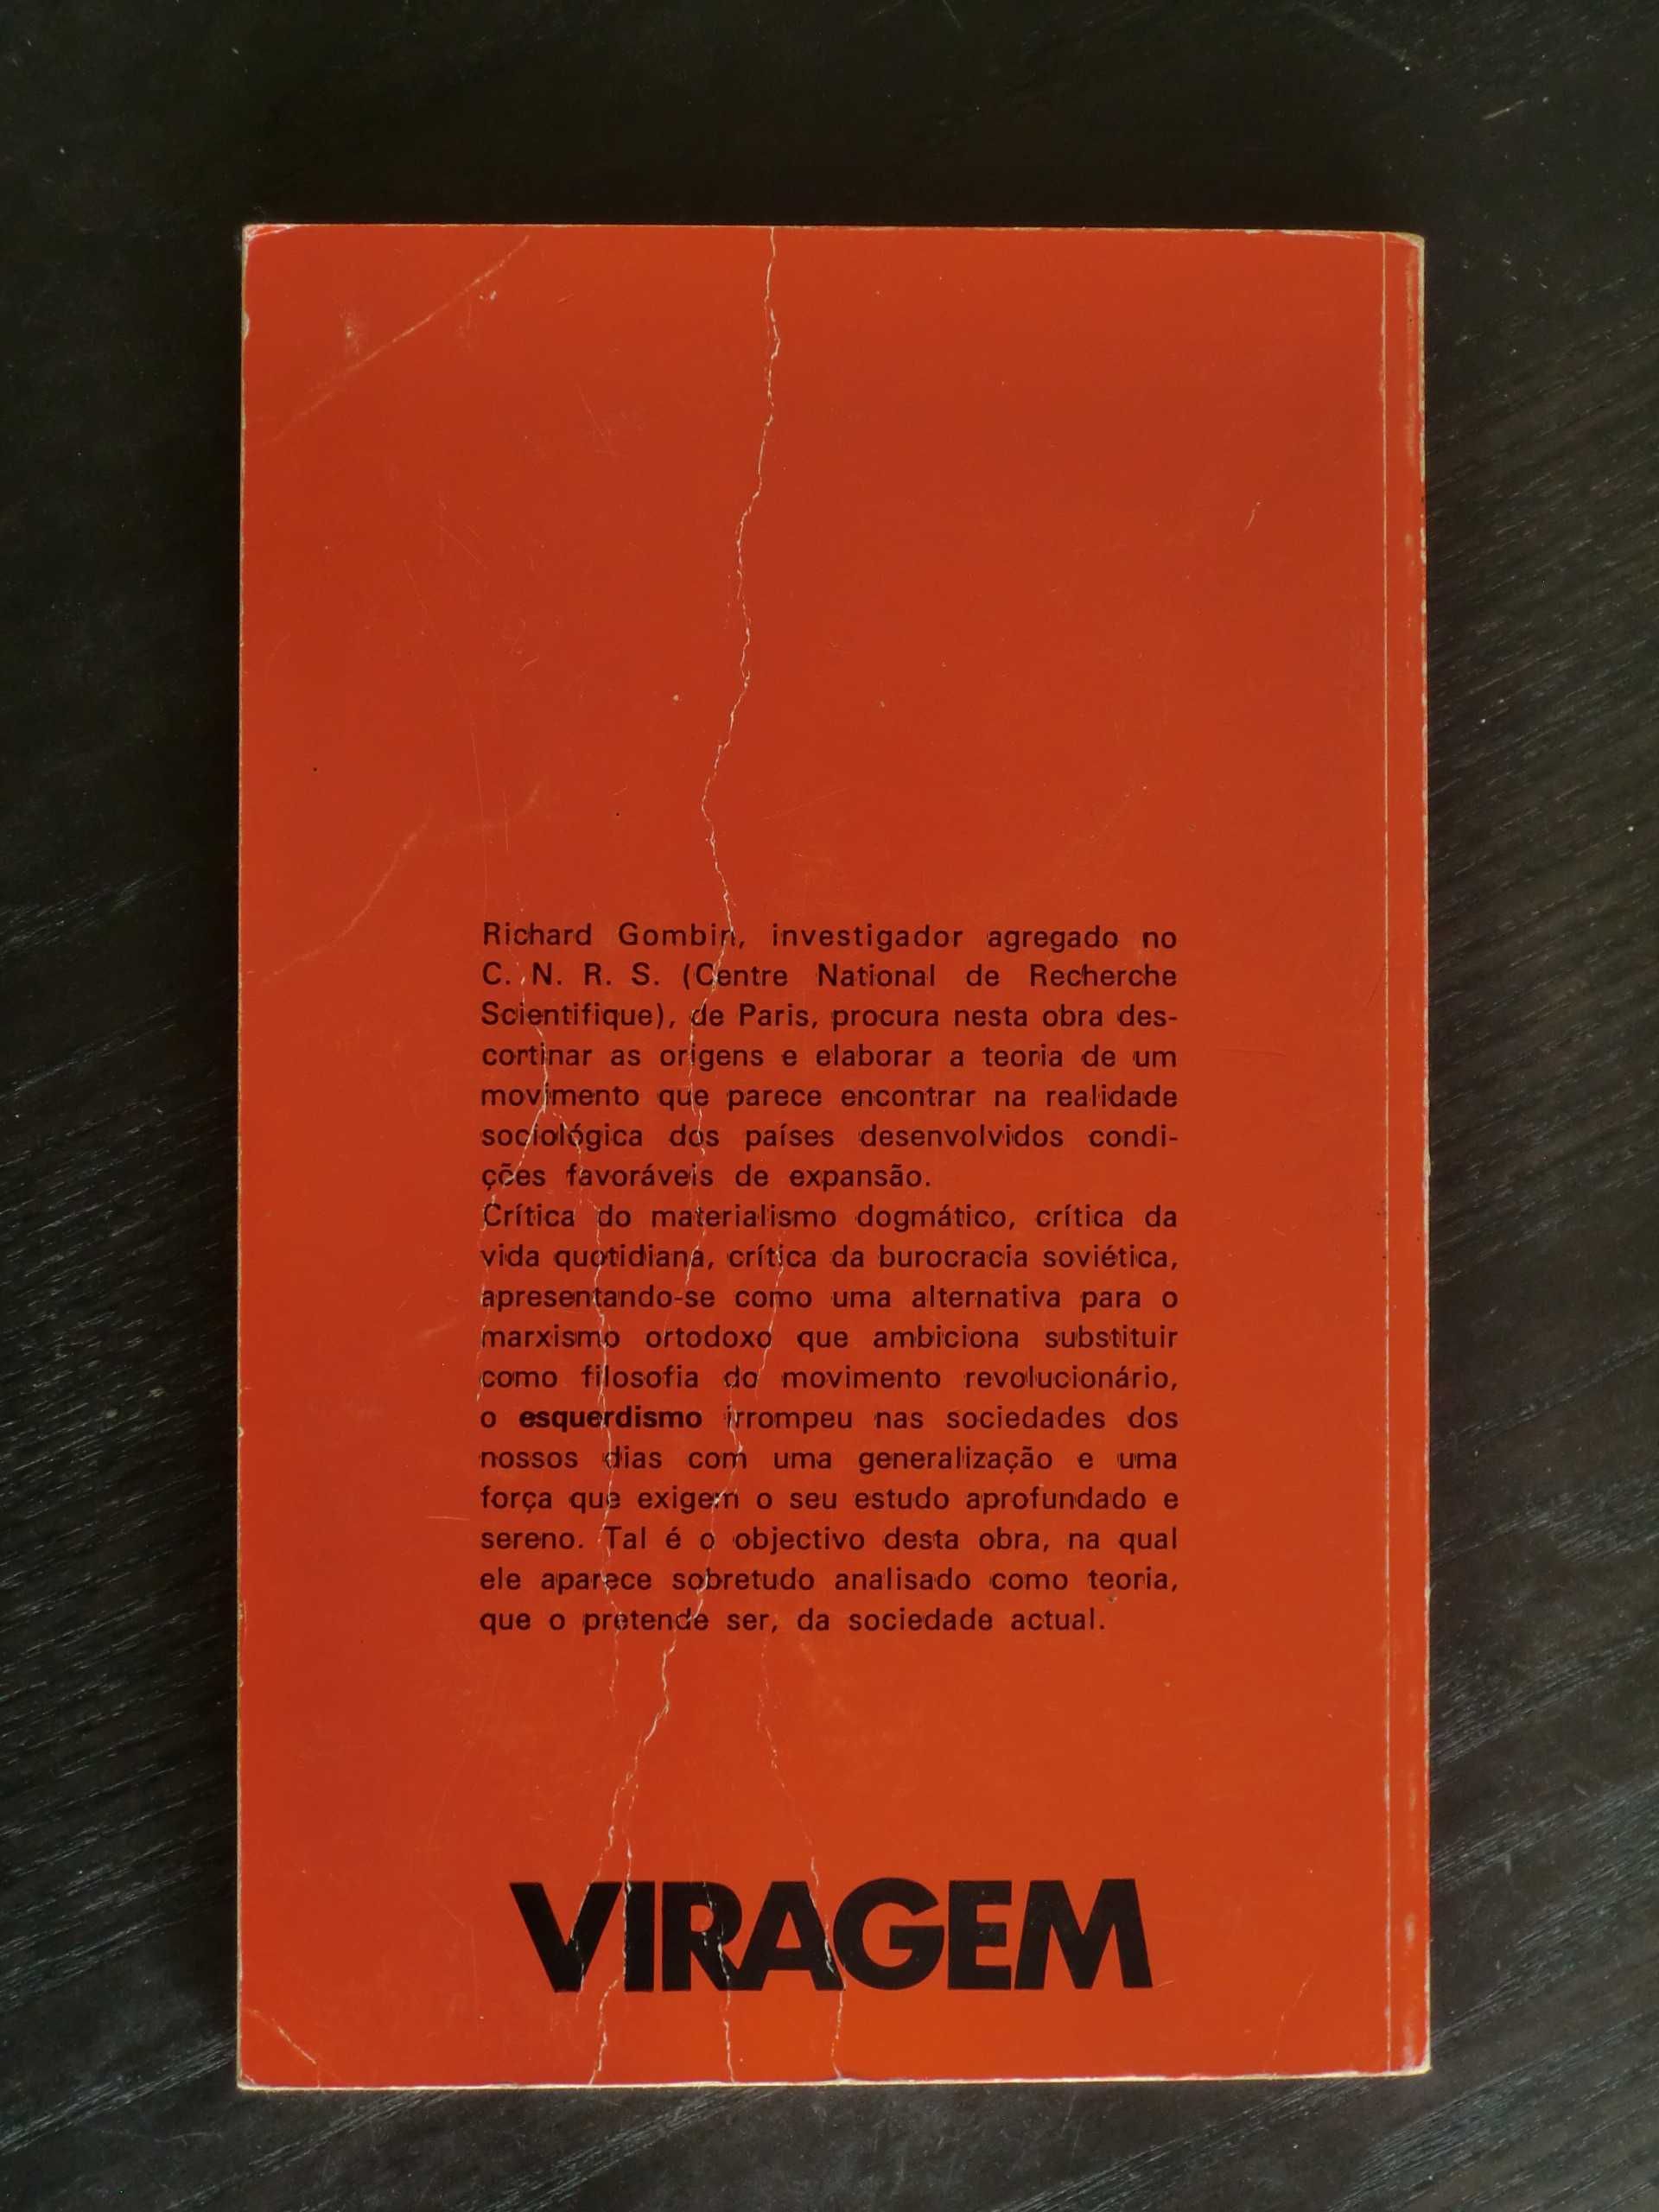 Richard Gombin, investigador agregado no
C. N. R. S. (Centre National de Recherche
Scientifique), de Paris, procura nesta obra des-
cortinar as origens e elaborar a teoria de um
movimento que parece encontrar na realidade
sociológica dos países desenvolvidos condi-
ções favoráveis de expansão.
Crítica do materialismo dogmático, crítica da
vida quotidiana, crítica da burocracia soviética,
apresentando-se como uma alternativa para o
marxismo ortodoxo que ambiciona substituir
como filosofia do movimento revolucionário,
o esquerdismo irrompeu nas sociedades dos
nossos dias com uma generalização e uma
força que exigem o seu estudo aprofundado e
sereno. Tal é o objectivo desta obra, na qual
ele aparece sobretudo analisado como teoria,
que o pretende ser, da sociedade actual.
VIRAGEM